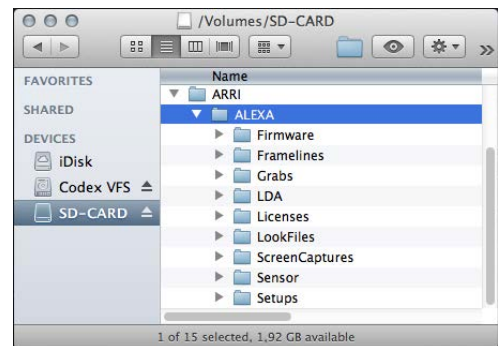 /Volumes/SD-CARD
Name
FAVORITES
SHARED
DEVICES
iDisk
Codex VFS
SD-CARD
ARRI
ALEXA
Firmware
Framelines
Grabs
LDA
Licenses
LookFiles
ScreenCaptures
Sensor
Setups
1 of 15 selected, 1,92 GB available